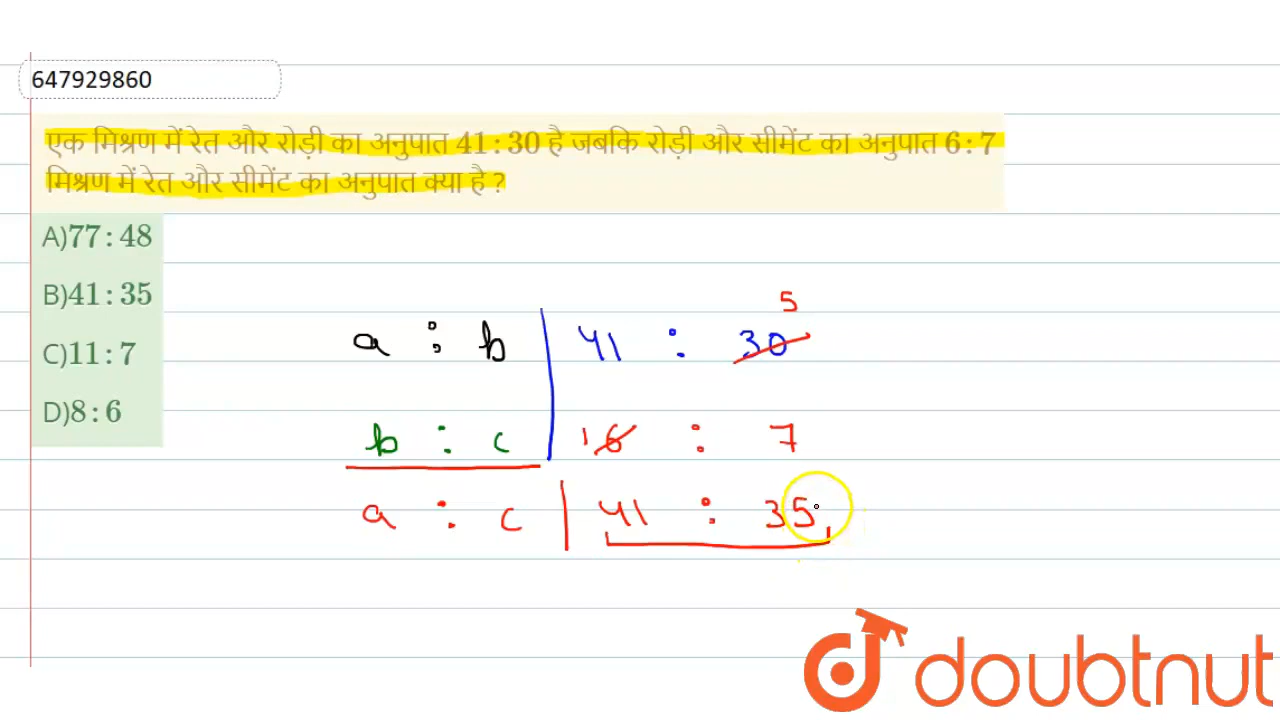 647929860
एक मिश्रण में रेत और रोड़ी का अनुपात 41 : 30 है जबकि रोड़ी और सीमेंट का अनुपात 6 : 7
मिश्रण में रेत और सीमेंट का अनुपात क्या है ?
A)77 : 48
B)41 : 35
C)11 : 7
D)8 : 6
5
a : b 41 : 30
b : c 1 6 : 7
a : c 41 : 35
doubtnut